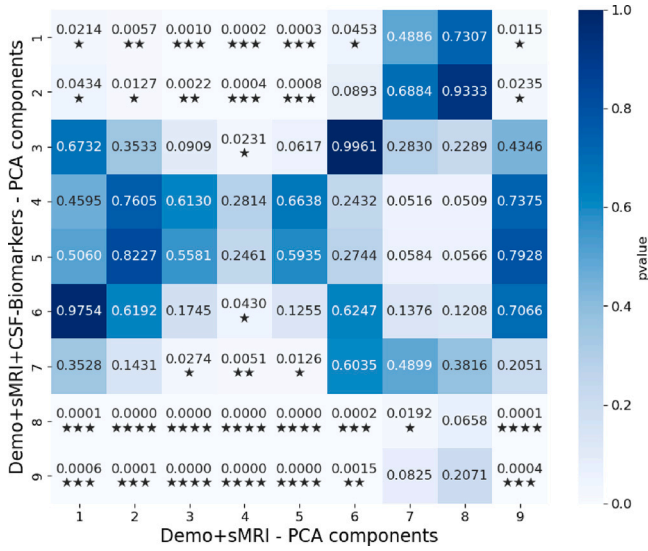 0.0214 0.0057 0.0010 0.0002 0.0003 0.0453 0.4886 0.7307 0.0115
★ ★★ ★★★ ★★★ ★★★ ★ ★
0.0434 0.0127 0.0022 0.0004 0.0008 0.0893 0.6884 0.9333 0.0235
★ ★ ★★ ★★★ ★★★ ★
0.6732 0.3533 0.0909 0.0231 0.0617 0.9961 0.2830 0.2289 0.4346
★
0.4595 0.7605 0.6130 0.2814 0.6638 0.2432 0.0516 0.0509 0.7375
0.5060 0.8227 0.5581 0.2461 0.5935 0.2744 0.0584 0.0566 0.7928
0.9754 0.6192 0.1745 0.0430 0.1255 0.6247 0.1376 0.1208 0.7066
★
0.3528 0.1431 0.0274 0.0051 0.0126 0.6035 0.4899 0.3816 0.2051
★ ★★ ★
0.0001 0.0000 0.0000 0.0000 0.0000 0.0002 0.0192 0.0658 0.0001
★★★ ★★★★ ★★★★ ★★★★ ★★★★ ★★★ ★ ★★★★
0.0006 0.0001 0.0000 0.0000 0.0000 0.0015 0.0825 0.2071 0.0004
★★★ ★★★ ★★★★ ★★★★ ★★★★ ★★ ★★★
1 2 3 4 5 6 7 8 9
Demo+sMRI - PCA components
1
2
3
4
5
6
7
8
9
Demo+sMRI+CSF-Biomarkers - PCA components
1.0
0.8
0.6
0.4
0.2
0.0
pvalue